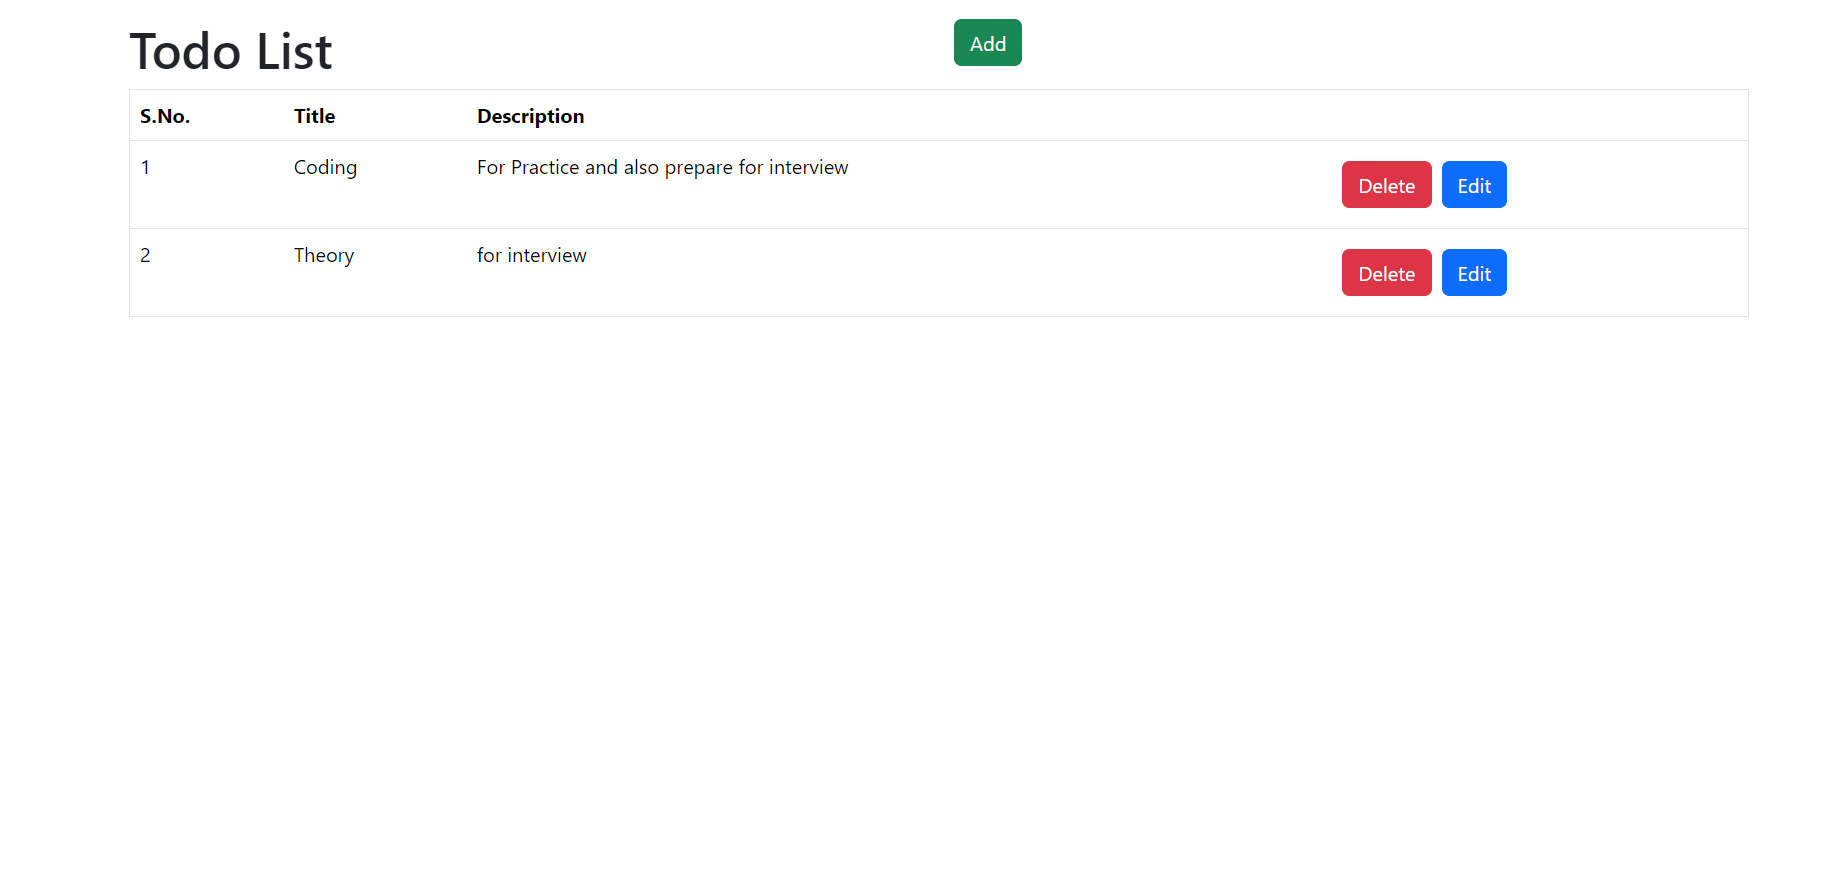 Todo List Add
S.No. Title Description
1 Coding For Practice and also prepare for interview Delete Edit
2 Theory for interview Delete Edit